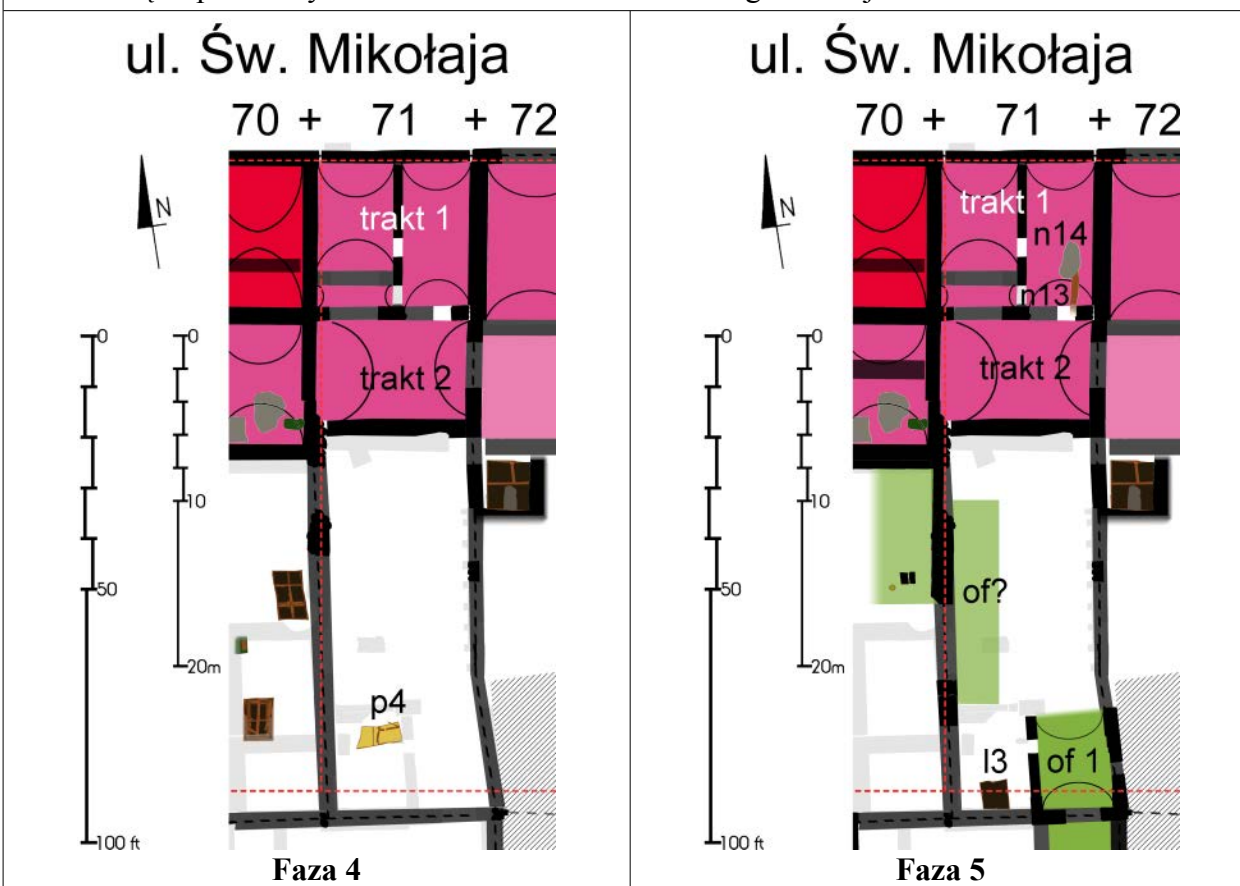 ul. Św. Mikołaja
70 + 71 + 72
trakt 1
N
0
0
trakt 2
10
50
20m
p4
100 ft
Faza 4
ul. Św. Mikołaja
70 + 71 + 72
trakt 1
N
n14
n13
0
0
trakt 2
10
50
of?
20m
l3
of 1
100 ft
Faza 5